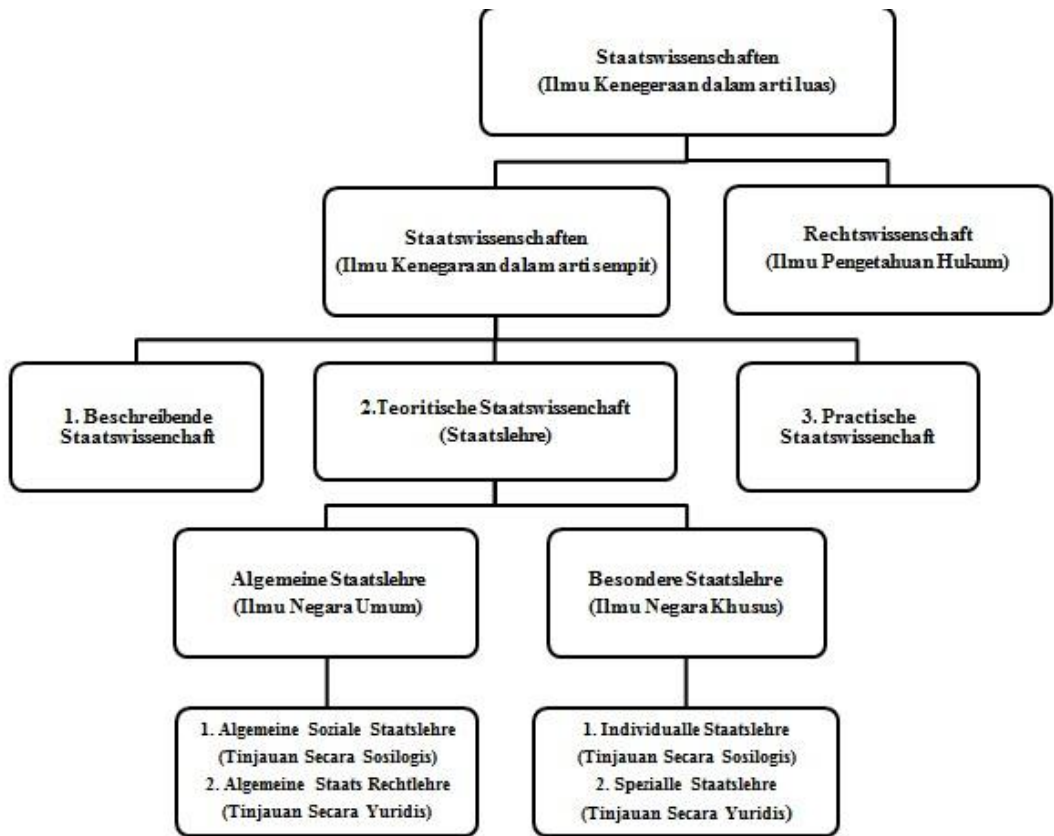 Staatswissenschaften
(Ilmu Kenegeraan dalam arti luas)
Staatswissenschaften
(Ilmu Kenegaraan dalam arti sempit)
Rechtswissenschaft
(Ilmu Pengetahuan Hukum)
1. Beschreibende
Staatswissenchaft
2.Teoritische Staatswissenchaft
(Staatslehre)
3. Practische
Staatswissenchaft
Algemeine Staatslehre
(Ilmu Negara Umum)
Besondere Staatslehre
(Ilmu Negara Khusus)
1. Algemeine Soziale Staatslehre
(Tinjauan Secara Sosilogis)
2. Algemeine Staats Rechtlehre
(Tinjauan Secara Yuridis)
1. Individualle Staatslehre
(Tinjauan Secara Sosilogis)
2. Spezialle Staatslehre
(Tinjauan Secara Yuridis)